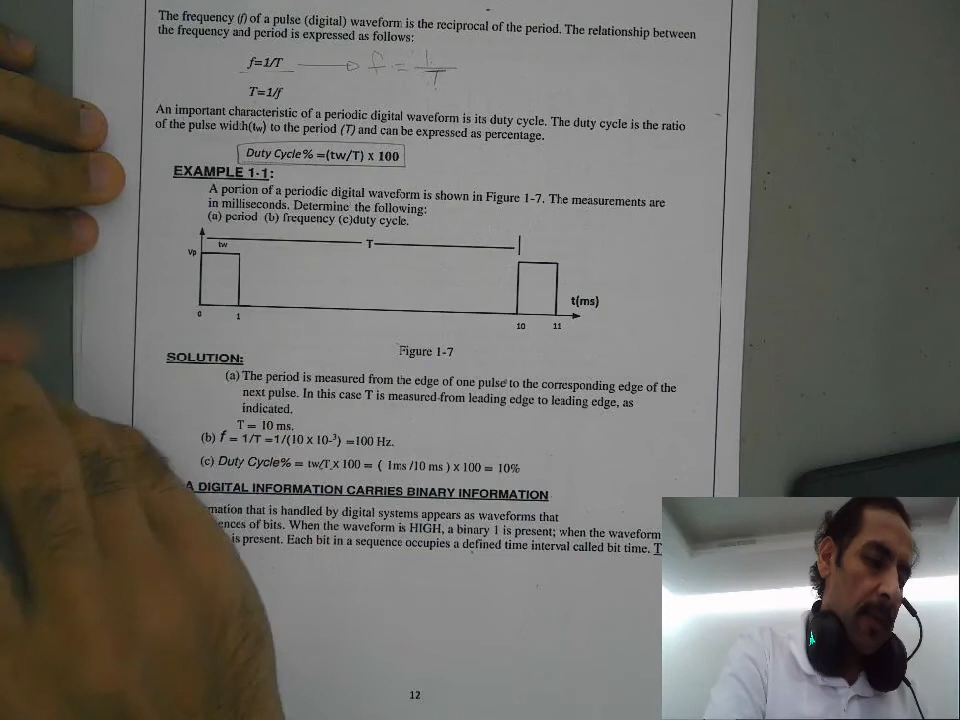 The frequency (f) of a pulse (digital) waveform is the reciprocal of the period. The relationship between
the frequency and period is expressed as follows:
f=1/T f = 1/T
T=1/f
An important characteristic of a periodic digital waveform is its duty cycle. The duty cycle is the ratio
of the pulse width(tw) to the period (T) and can be expressed as percentage.
Duty Cycle% =(tw/T) x 100
EXAMPLE 1-1:
A portion of a periodic digital waveform is shown in Figure 1-7. The measurements are
in milliseconds. Determine the following:
(a) period (b) frequency (c)duty cycle.
tw T
Vp
t(ms)
0 1 10 11
Figure 1-7
SOLUTION:
(a) The period is measured from the edge of one pulse to the corresponding edge of the
next pulse. In this case T is measured from leading edge to leading edge, as
indicated.
T = 10 ms.
(b) f = 1/T =1/(10 x 10-³) =100 Hz.
(c) Duty Cycle% = tw/T x 100 = ( 1ms /10 ms ) x 100 = 10%
A DIGITAL INFORMATION CARRIES BINARY INFORMATION
mation that is handled by digital systems appears as waveforms that
ences of bits. When the waveform is HIGH, a binary 1 is present; when the waveform
is present. Each bit in a sequence occupies a defined time interval called bit time. T
12